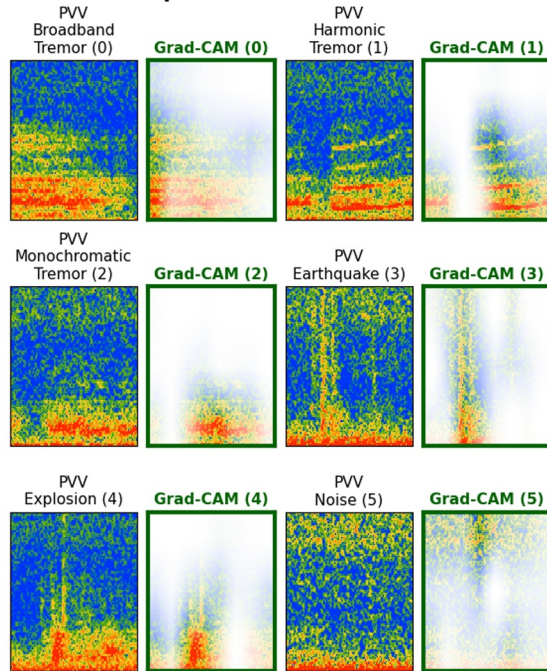 PVV
Broadband
Tremor (0)
Grad-CAM (0)
PVV
Harmonic
Tremor (1)
Grad-CAM (1)
PVV
Monochromatic
Tremor (2)
Grad-CAM (2)
PVV
Earthquake (3)
Grad-CAM (3)
PVV
Explosion (4)
Grad-CAM (4)
PVV
Noise (5)
Grad-CAM (5)